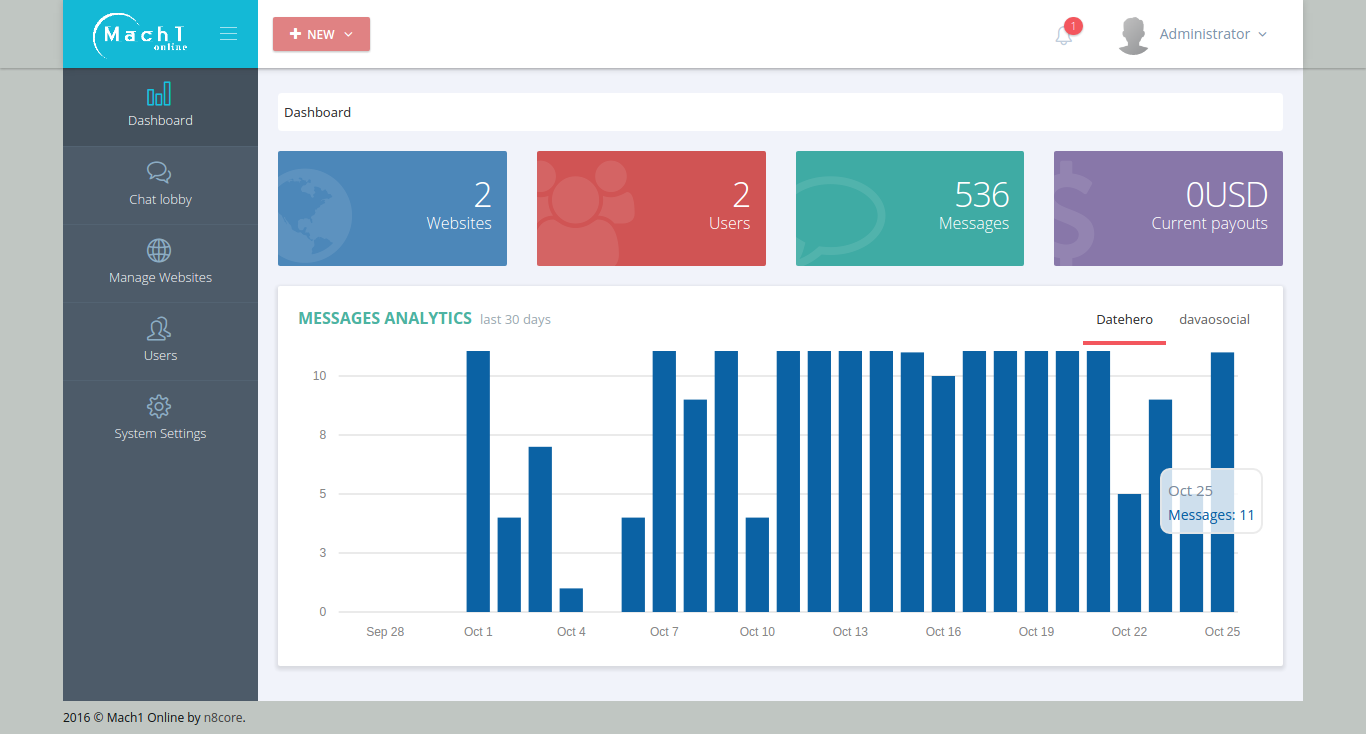 Mach1
online
NEW
1
Administrator
Dashboard
Chat lobby
Manage Websites
Users
System Settings
Dashboard
2
Websites
2
Users
536
Messages
0USD
Current payouts
MESSAGES ANALYTICS last 30 days
Datehero davaosocial
10
8
5
3
0
Oct 25
Messages: 11
Sep 28 Oct 1 Oct 4 Oct 7 Oct 10 Oct 13 Oct 16 Oct 19 Oct 22 Oct 25
2016 © Mach1 Online by n8core.